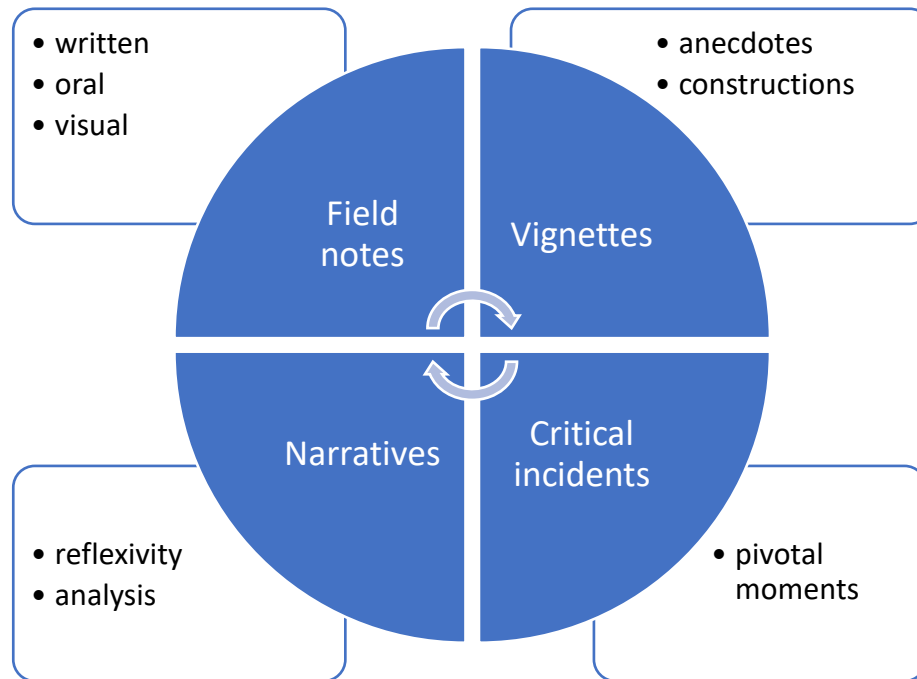 • written
• oral
• visual
• anecdotes
• constructions
Field
notes
Vignettes
Narratives
Critical
incidents
• reflexivity
• analysis
• pivotal
moments